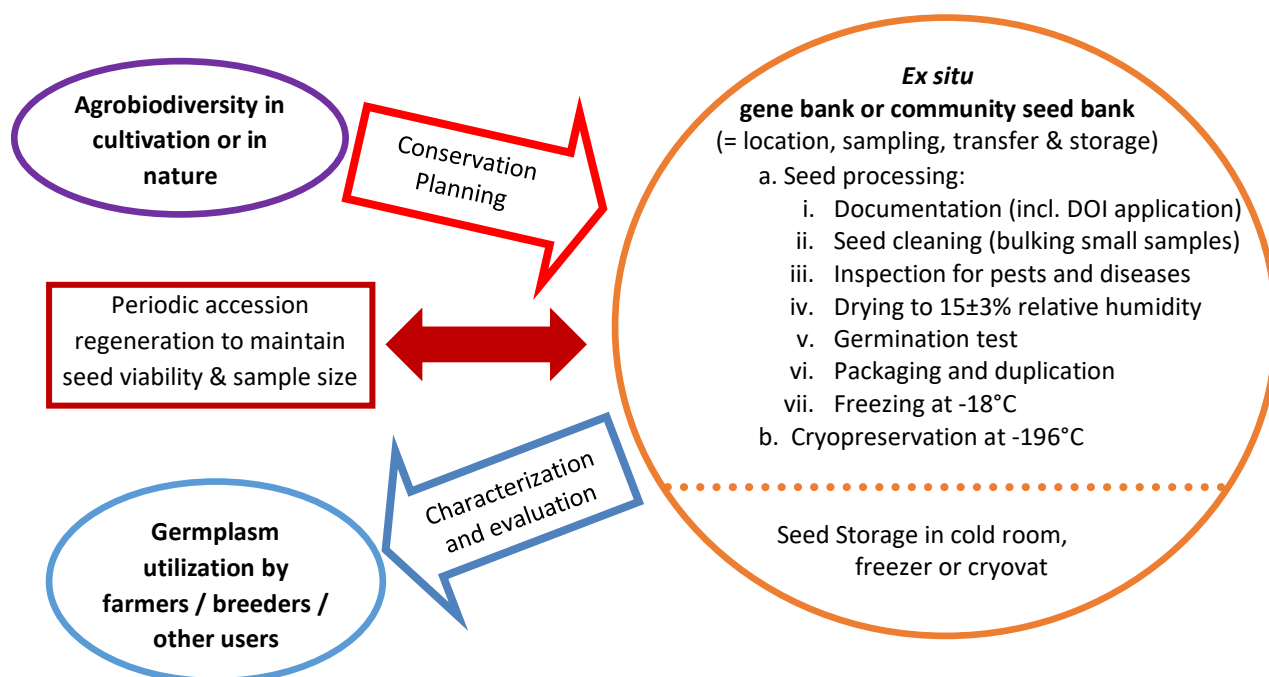 Agrobiodiversity in
cultivation or in
nature
Conservation
Planning
Periodic accession
regeneration to maintain
seed viability & sample size
Characterization
and evaluation
Germplasm
utilization by
farmers / breeders /
other users
Ex situ
gene bank or community seed bank
(= location, sampling, transfer & storage)
a. Seed processing:
i. Documentation (incl. DOI application)
ii. Seed cleaning (bulking small samples)
iii. Inspection for pests and diseases
iv. Drying to 15±3% relative humidity
v. Germination test
vi. Packaging and duplication
vii. Freezing at -18°C
b. Cryopreservation at -196°C
Seed Storage in cold room,
freezer or cryovat